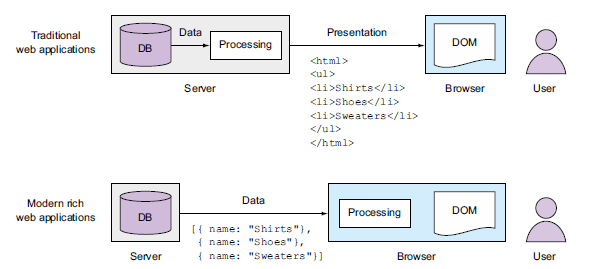 Traditional
web applications
DB
Data
Processing
Server
Presentation
<html>
<ul>
<li>Shirts</li>
<li>Shoes</li>
<li>Sweaters</li>
</ul>
</html>
DOM
Browser
User
Modern rich
web applications
DB
Server
Data
[{ name: "Shirts"},
{ name: "Shoes"},
{ name: "Sweaters"}]
Processing
DOM
Browser
User